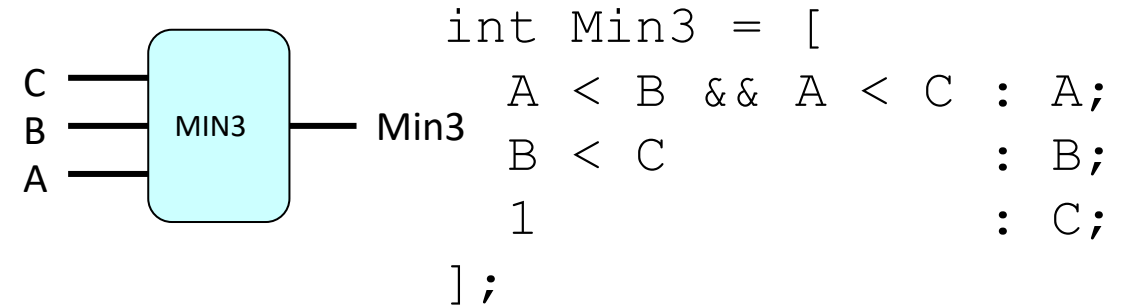 C
B
A
MIN3
Min3
int Min3 = [
A < B && A < C : A;
B < C : B;
1 : C;
];